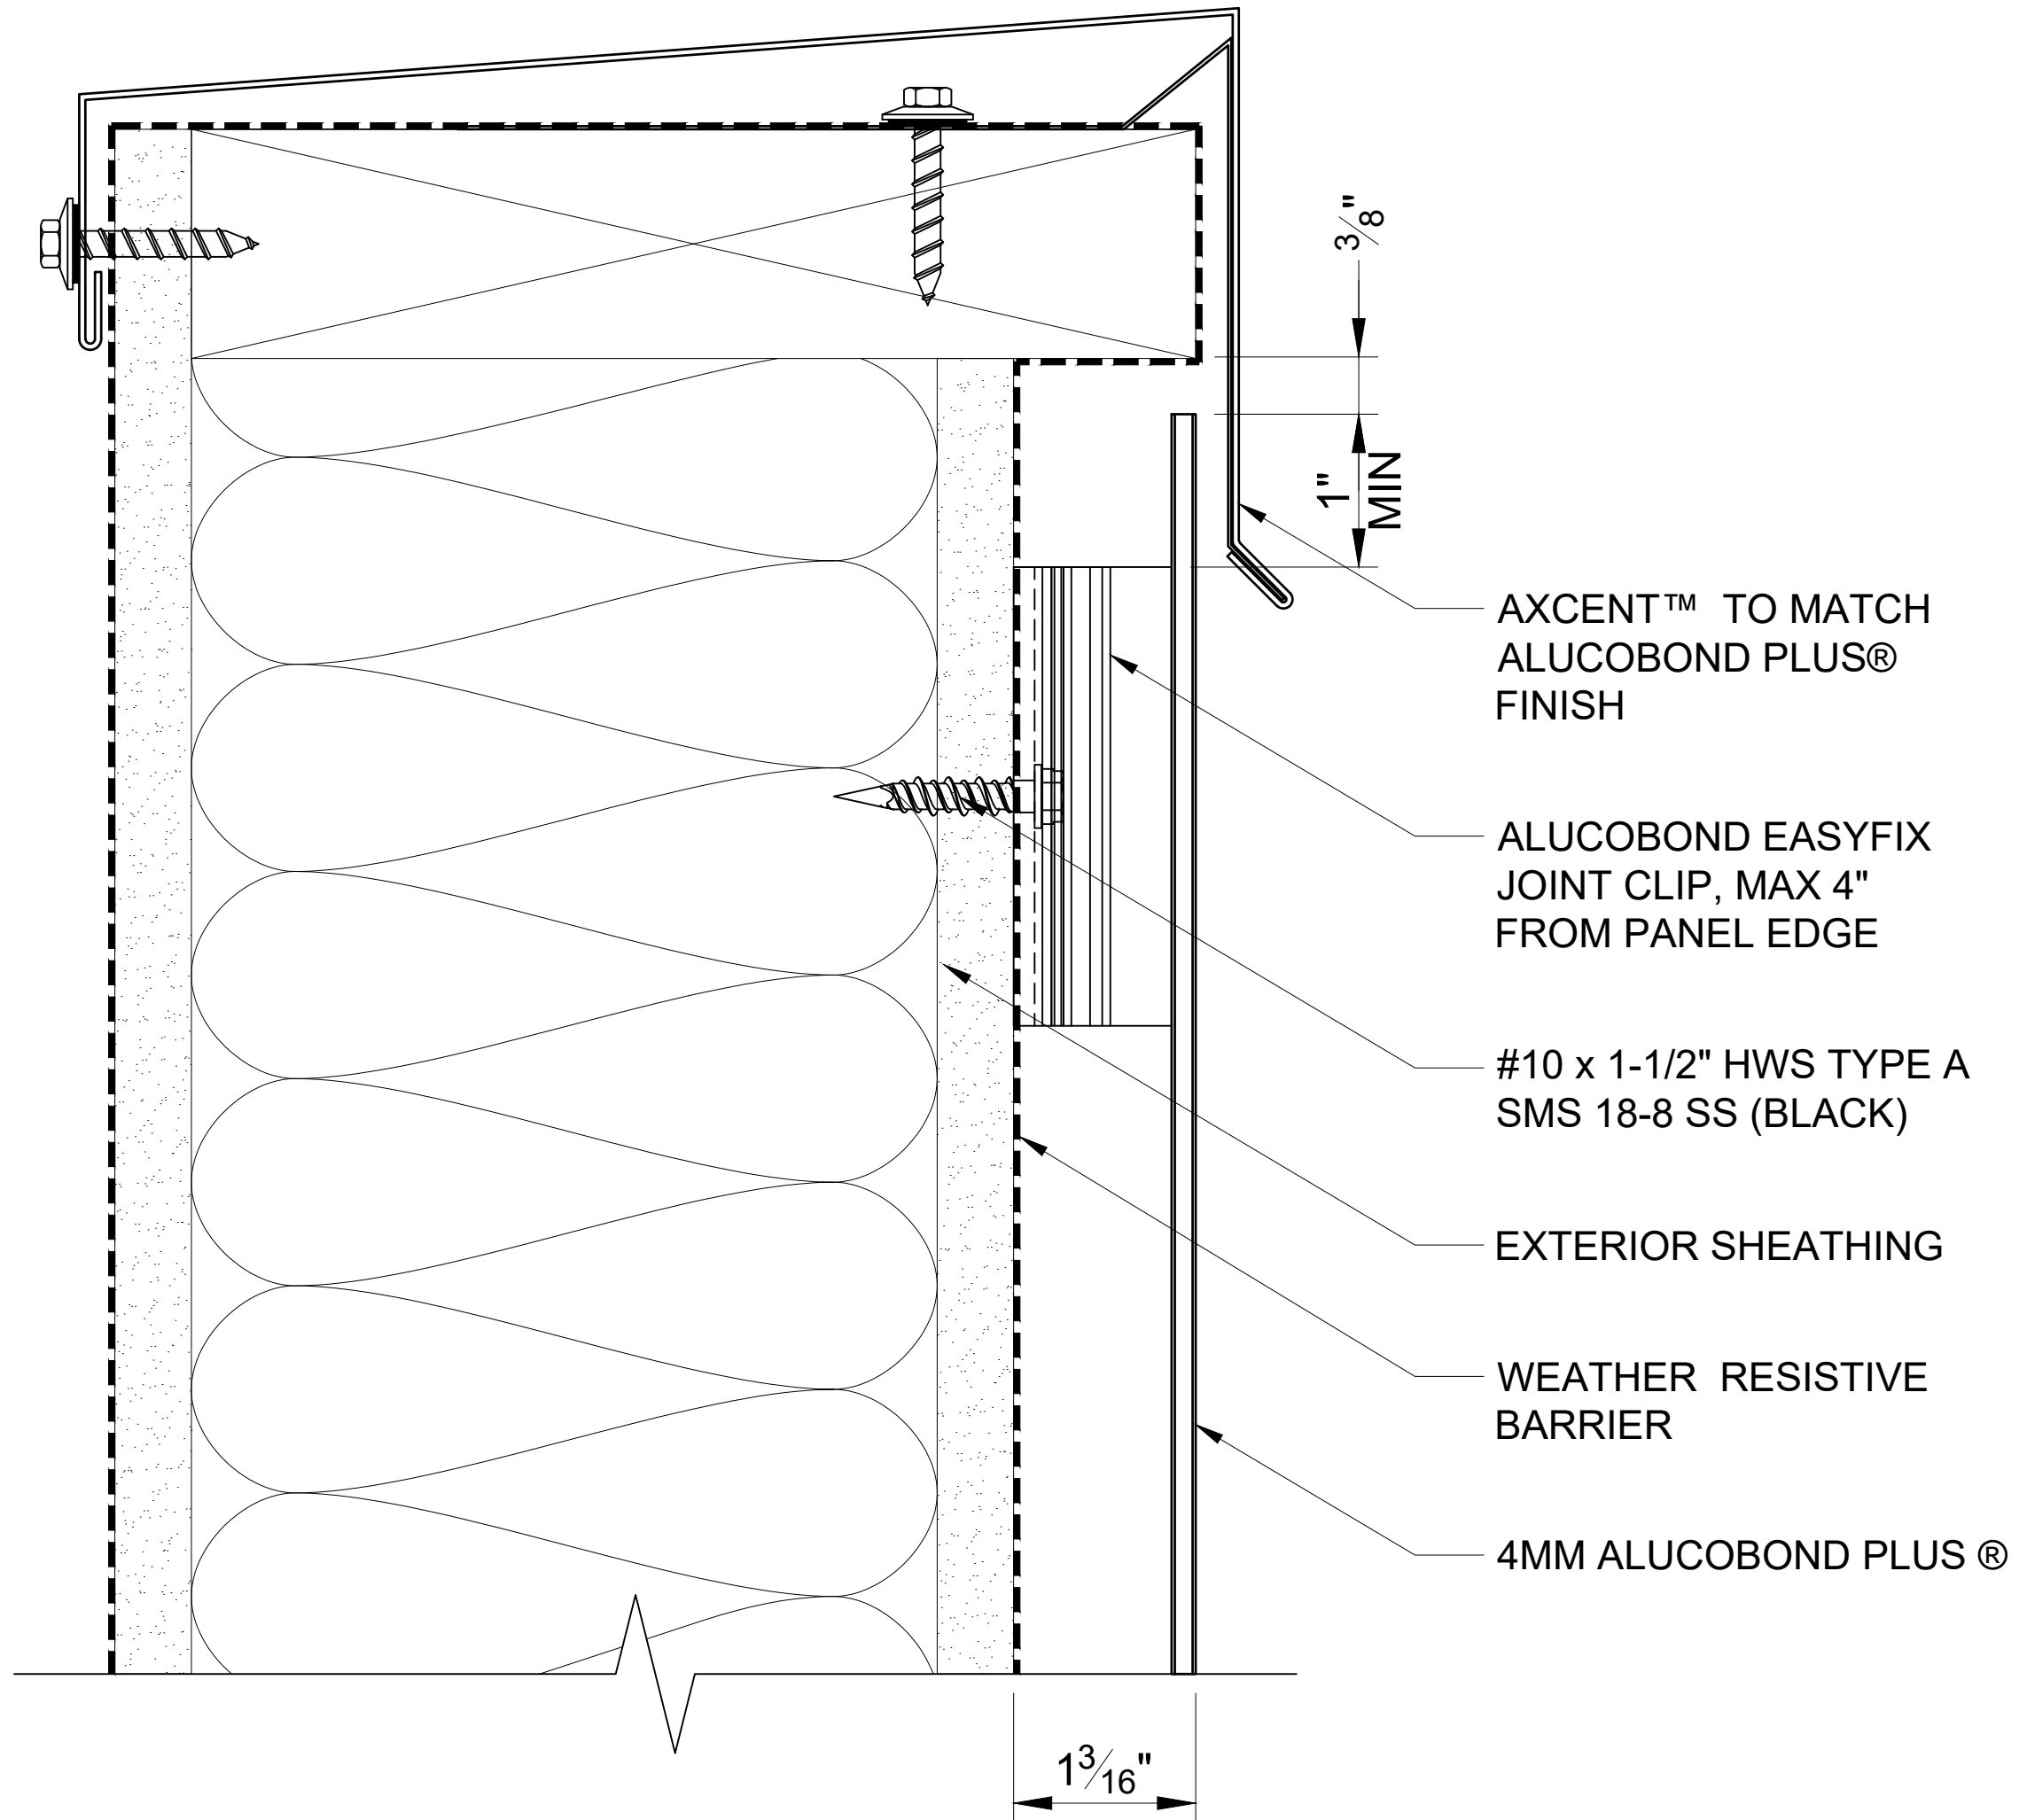 3/8"
1"
MIN
AXCENT™ TO MATCH
ALUCOBOND PLUS®
FINISH
ALUCOBOND EASYFIX
JOINT CLIP, MAX 4"
FROM PANEL EDGE
#10 x 1-1/2" HWS TYPE A
SMS 18-8 SS (BLACK)
EXTERIOR SHEATHING
WEATHER RESISTIVE
BARRIER
4MM ALUCOBOND PLUS ®
1 3/16"